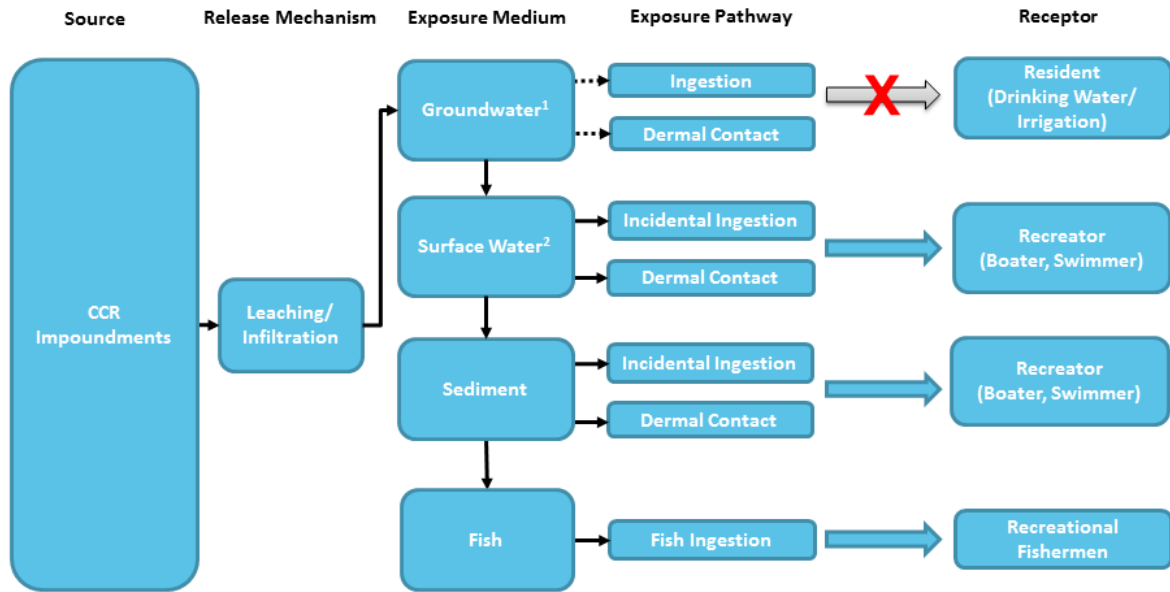 Source
Release Mechanism
Exposure Medium
Exposure Pathway
Receptor
CCR
Impoundments
Leaching/
Infiltration
Groundwater¹
Ingestion
Dermal Contact
X
Resident
(Drinking Water/
Irrigation)
Surface Water²
Incidental Ingestion
Dermal Contact
Recreator
(Boater, Swimmer)
Sediment
Incidental Ingestion
Dermal Contact
Recreator
(Boater, Swimmer)
Fish
Fish Ingestion
Recreational
Fishermen